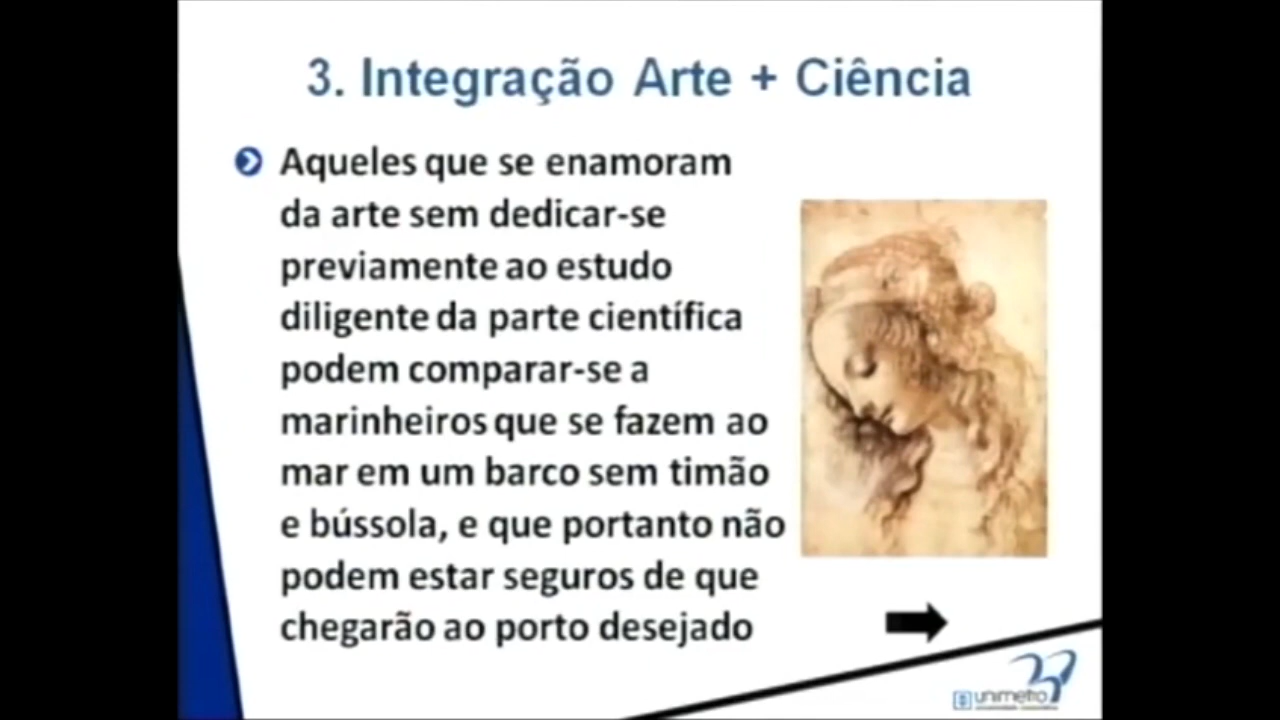 3. Integração Arte + Ciência
Aqueles que se enamoram
da arte sem dedicar-se
previamente ao estudo
diligente da parte científica
podem comparar-se a
marinheiros que se fazem ao
mar em um barco sem timão
e bússola, e que portanto não
podem estar seguros de que
chegarão ao porto desejado
unimetro